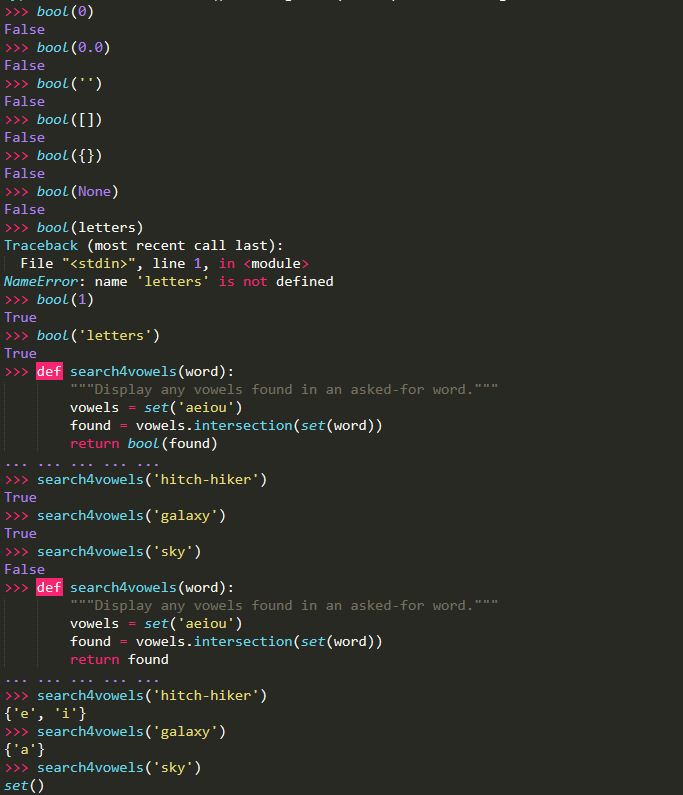 >>> bool(0)
False
>>> bool(0.0)
False
>>> bool('')
False
>>> bool([])
False
>>> bool({})
False
>>> bool(None)
False
>>> bool(letters)
Traceback (most recent call last):
  File "<stdin>", line 1, in <module>
NameError: name 'letters' is not defined
>>> bool(1)
True
>>> bool('letters')
True
>>> def search4vowels(word):
        """Display any vowels found in an asked-for word."""
        vowels = set('aeiou')
        found = vowels.intersection(set(word))
        return bool(found)
... ... ... ... ...
>>> search4vowels('hitch-hiker')
True
>>> search4vowels('galaxy')
True
>>> search4vowels('sky')
False
>>> def search4vowels(word):
        """Display any vowels found in an asked-for word."""
        vowels = set('aeiou')
        found = vowels.intersection(set(word))
        return found
... ... ... ... ...
>>> search4vowels('hitch-hiker')
{'e', 'i'}
>>> search4vowels('galaxy')
{'a'}
>>> search4vowels('sky')
set()